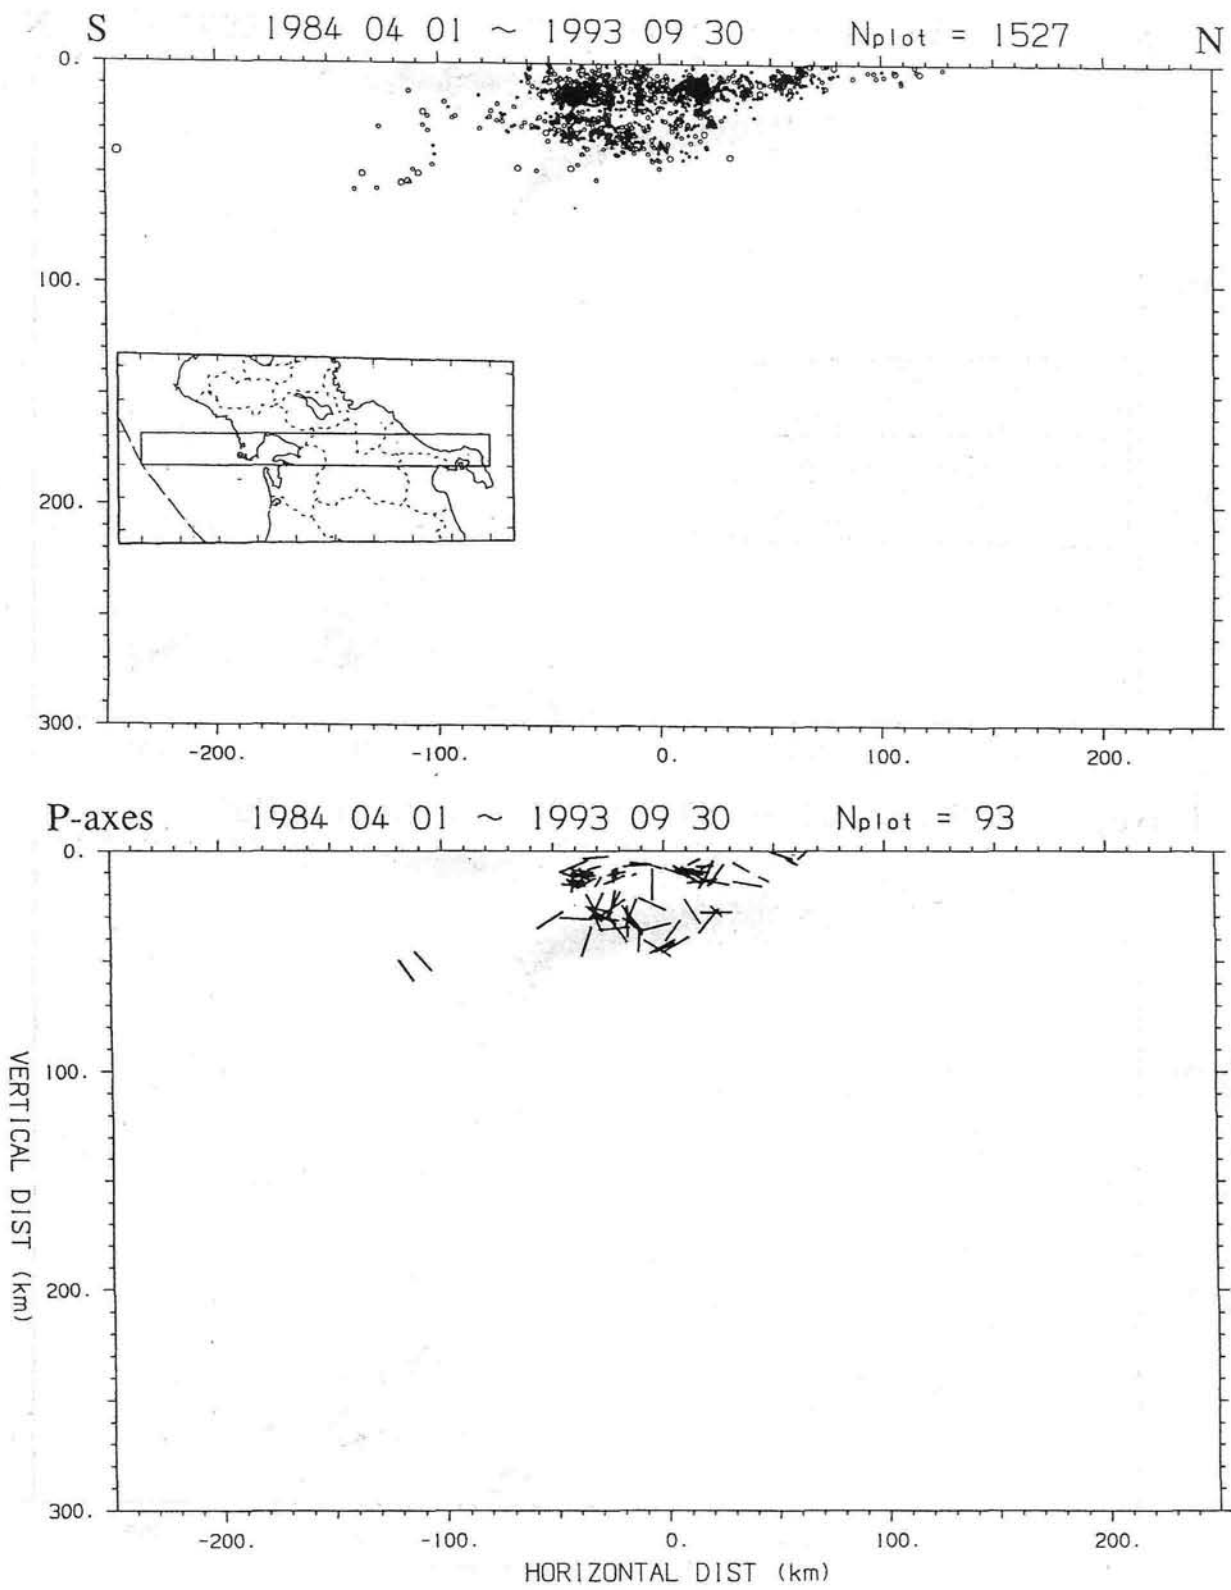 S 1984 04 01 ~ 1993 09 30 Nplot = 1527 N
0.
100.
200.
300.
-200. -100. 0. 100. 200.
P-axes 1984 04 01 ~ 1993 09 30 Nplot = 93
0.
100.
200.
300.
VERTICAL DIST (km)
-200. -100. 0. 100. 200.
HORIZONTAL DIST (km)